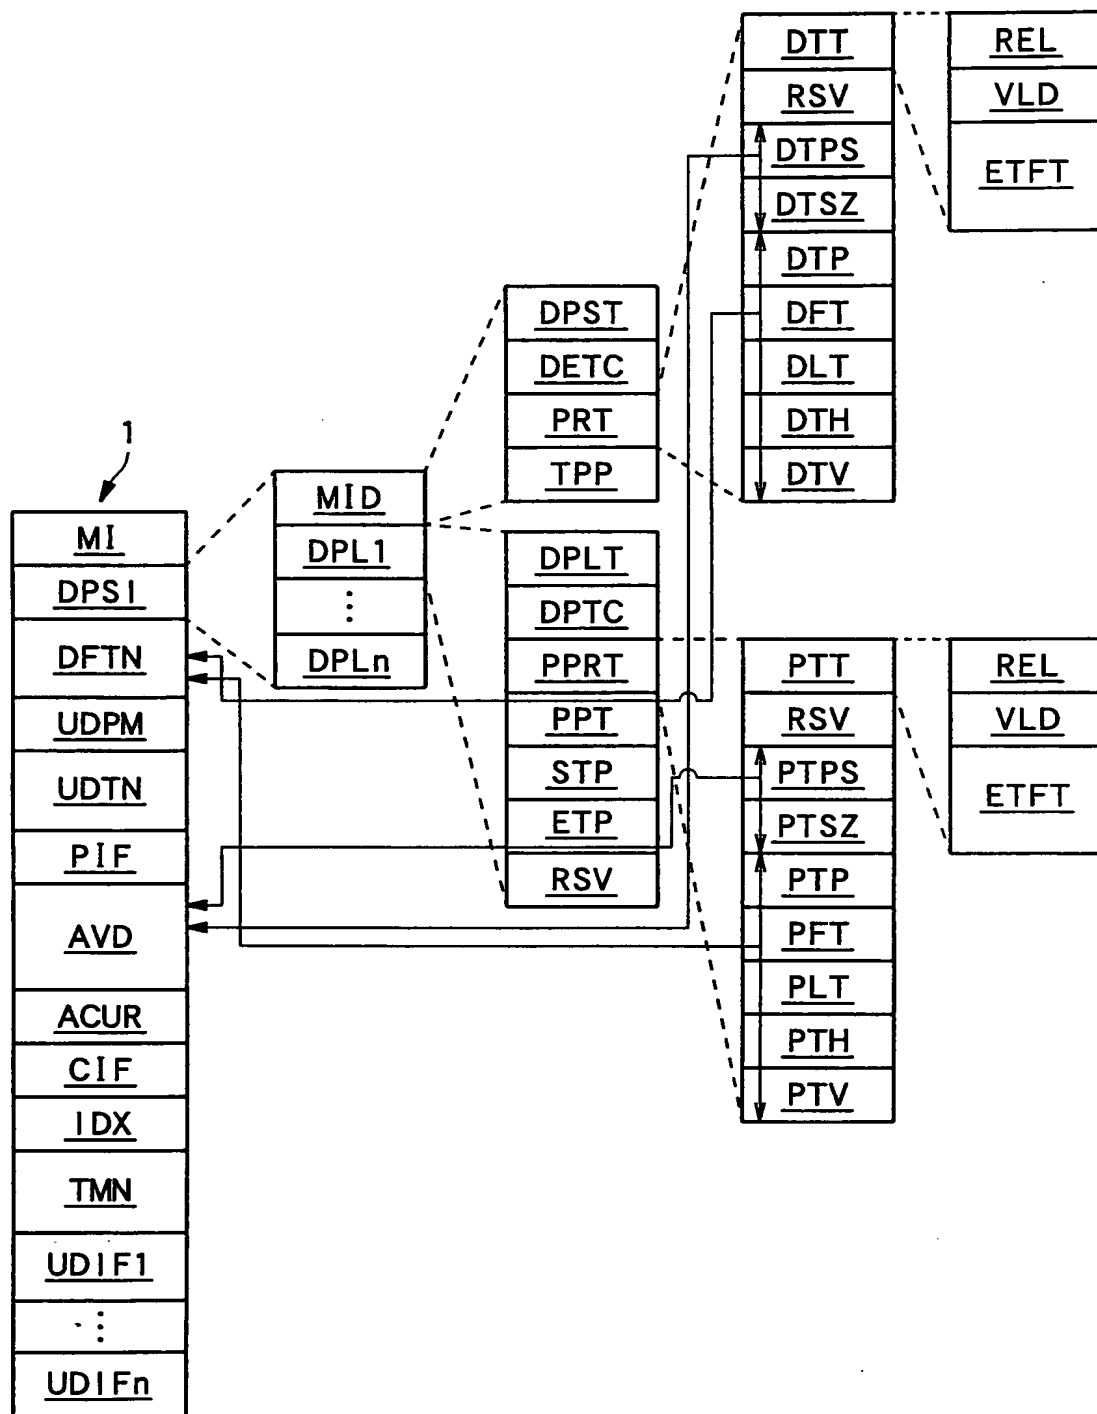 1
MI
DPSI
DFTN
UDPM
UDTN
PIF
AVD
ACUR
CIF
IDX
TMN
UDIF1
⋮
UDIFn
MID
DPL1
⋮
DPLn
DPST
DETC
PRT
TPP
DPLT
DPTC
PPRT
PPT
STP
ETP
RSV
DTT
RSV
DTPS
DTSZ
DTP
DFT
DLT
DTH
DTV
REL
VLD
ETFT
PTT
RSV
PTPS
PTSZ
PTP
PFT
PLT
PTH
PTV
REL
VLD
ETFT